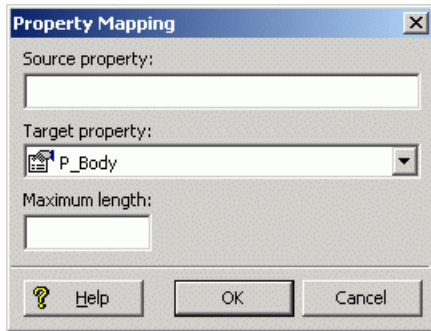 Property Mapping
Source property:
Target property:
P_Body
Maximum length:
Help OK Cancel